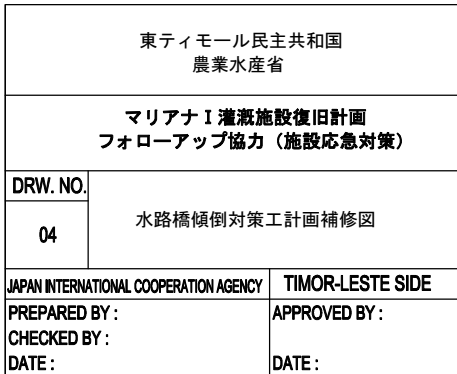 東ティモール民主共和国
農業水産省
マリアナⅠ灌漑施設復旧計画
フォローアップ協力（施設応急対策）
DRW. NO.
04
水路橋傾倒対策工計画補修図
JAPAN INTERNATIONAL COOPERATION AGENCY
TIMOR-LESTE SIDE
PREPARED BY :
APPROVED BY :
CHECKED BY :
DATE :
DATE :